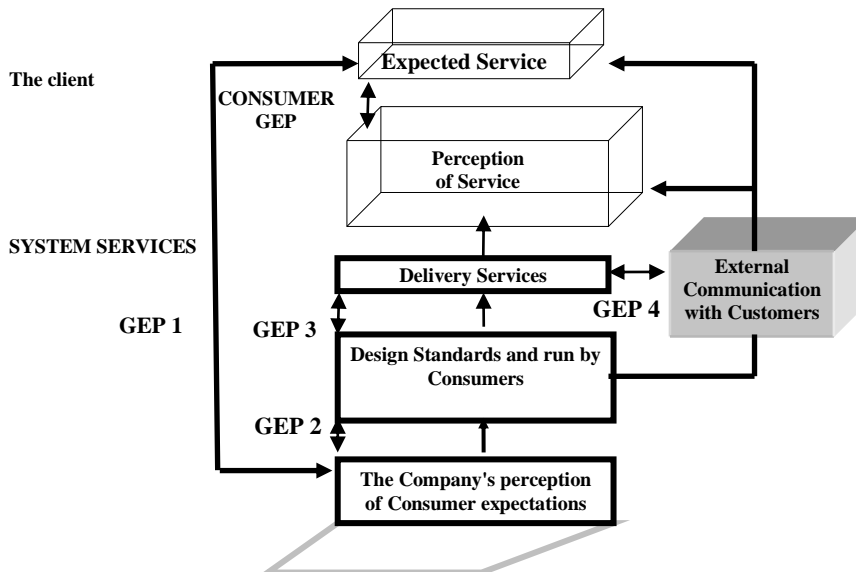 Expected Service
The client
CONSUMER
GEP
Perception
of Service
SYSTEM SERVICES
Delivery Services
External
Communication
with Customers
GEP 1
GEP 3
GEP 4
Design Standards and run by
Consumers
GEP 2
The Company's perception
of Consumer expectations